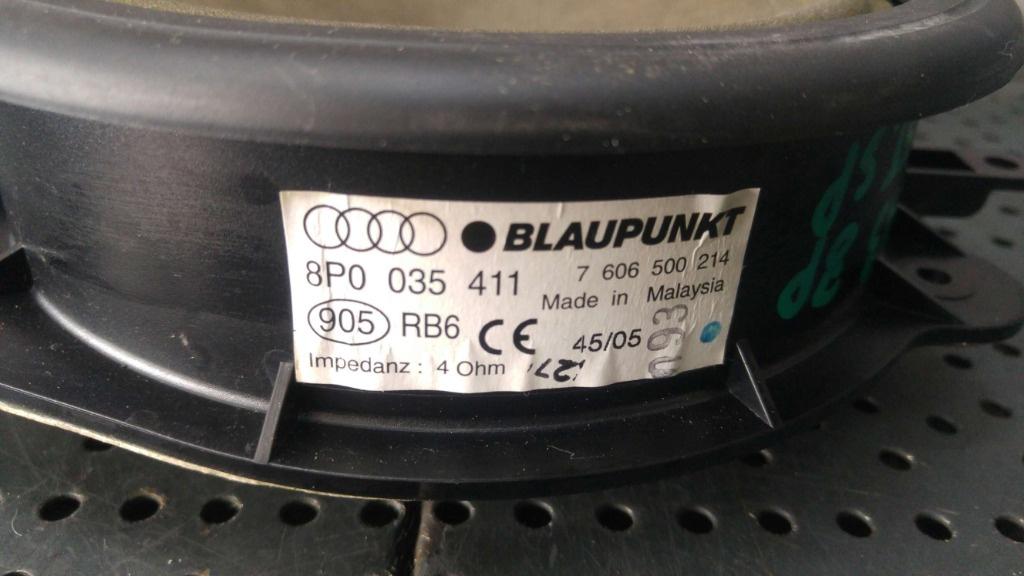 BLAUPUNKT
8P0 035 411
7 606 500 214
Made in Malaysia
905 RB6 CE
45/05
093
Impedanz : 4 Ohm